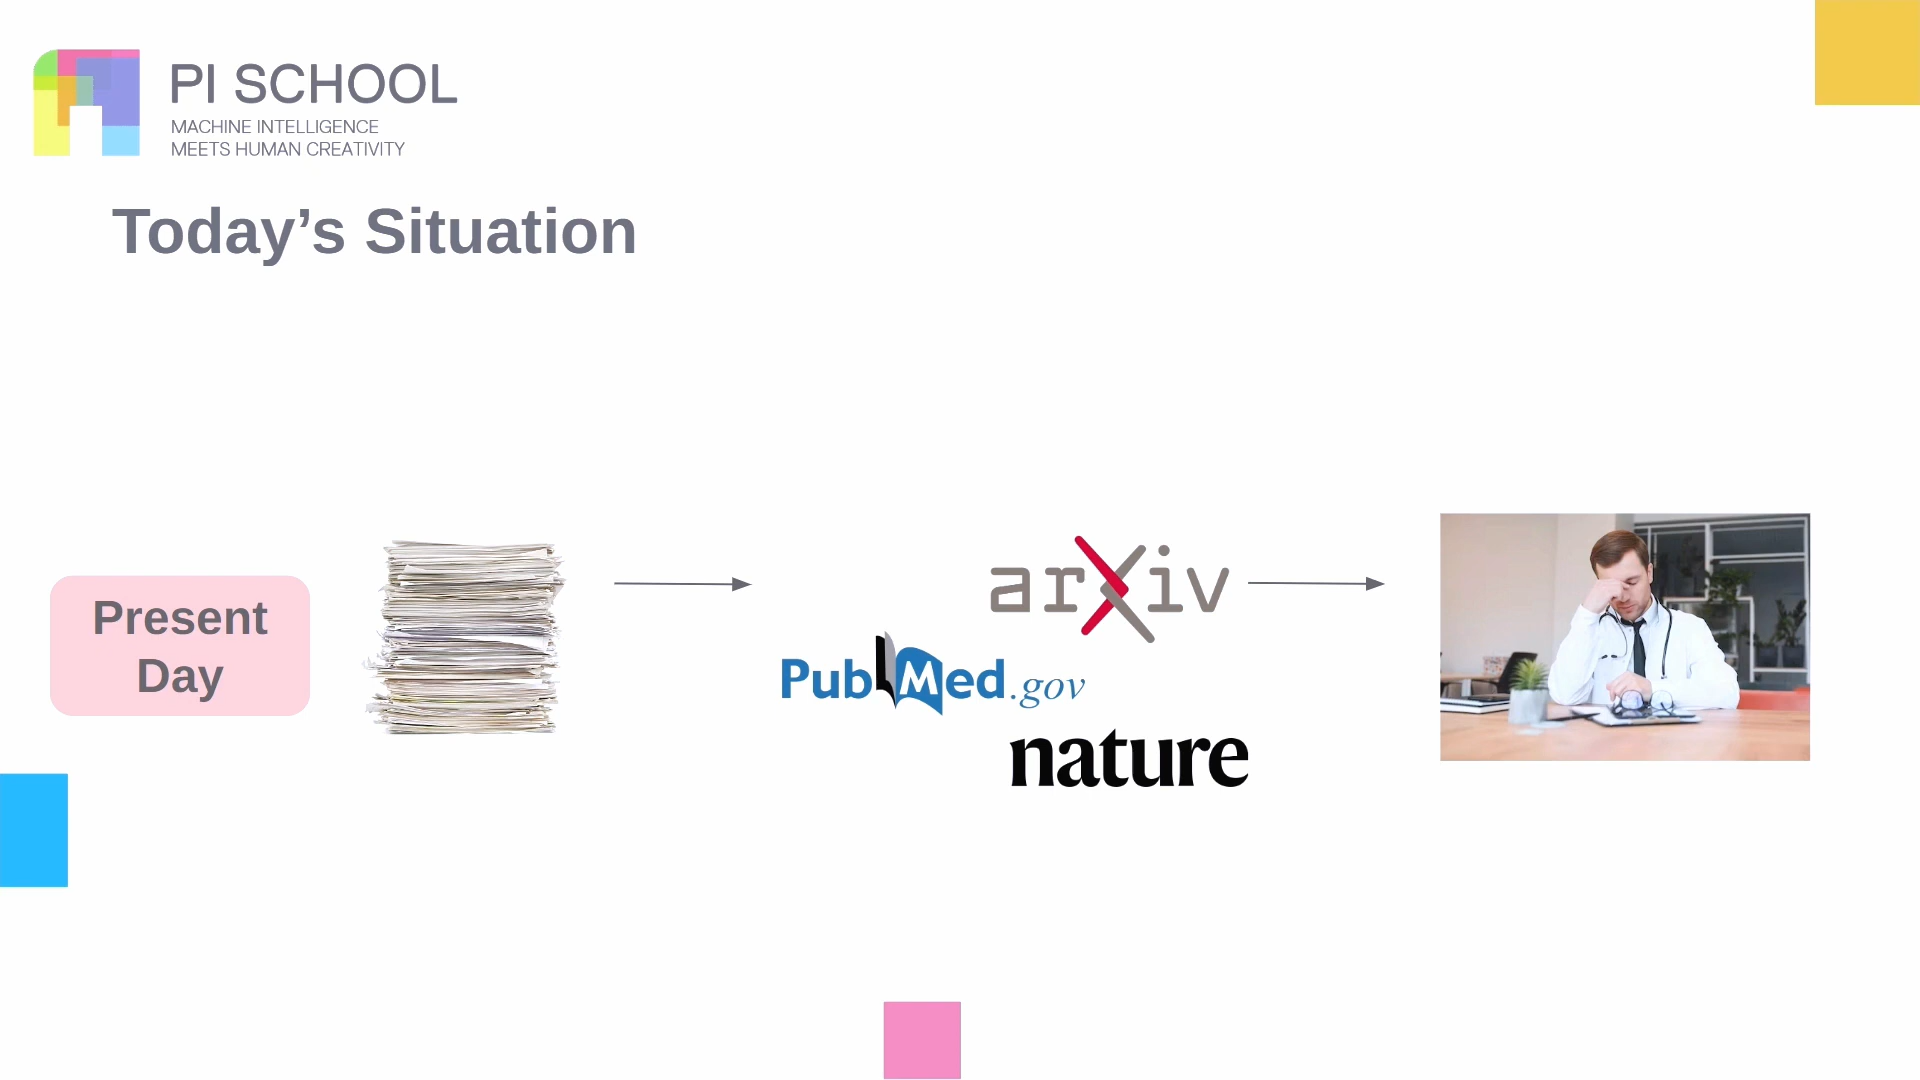 PI SCHOOL
MACHINE INTELLIGENCE
MEETS HUMAN CREATIVITY
Today’s Situation
Present
Day
arXiv
PubMed.gov
nature